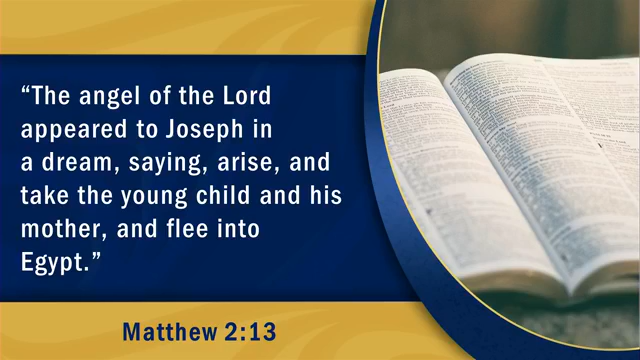 “The angel of the Lord
appeared to Joseph in
a dream, saying, arise, and
take the young child and his
mother, and flee into
Egypt.”
Matthew 2:13